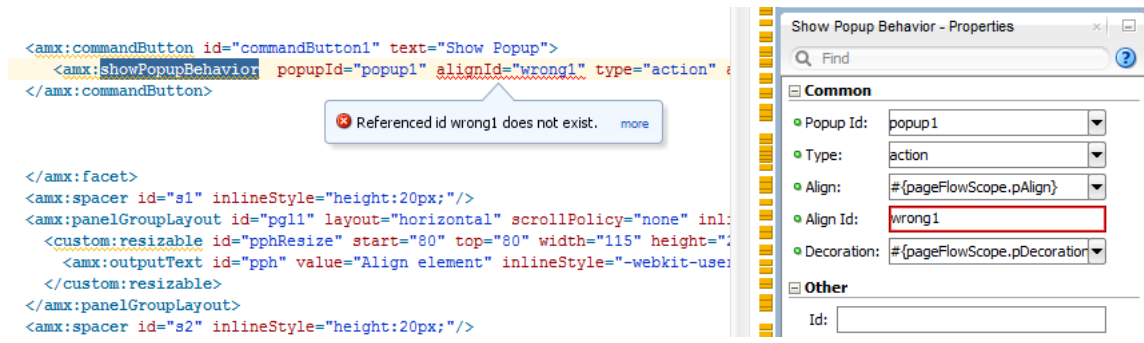 <amx:commandButton id="commandButton1" text="Show Popup">
<amx:showPopupBehavior popupId="popup1" alignId="wrong1" type="action"
</amx:commandButton>
Referenced id wrong1 does not exist. more
</amx:facet>
<amx:spacer id="s1" inlineStyle="height:20px;"/>
<amx:panelGroupLayout id="pgl1" layout="horizontal" scrollPolicy="none"
<custom:resizable id="pphResize" start="80" top="80" width="115"
<amx:outputText id="pph" value="Align element"
</custom:resizable>
</amx:panelGroupLayout>
<amx:spacer id="s2" inlineStyle="height:20px;"/>
Show Popup Behavior - Properties
Find
Common
Popup Id: popup1
Type: action
Align: #{pageFlowScope.pAlign}
Align Id: wrong1
Decoration: #{pageFlowScope.pDecoration
Other
Id: